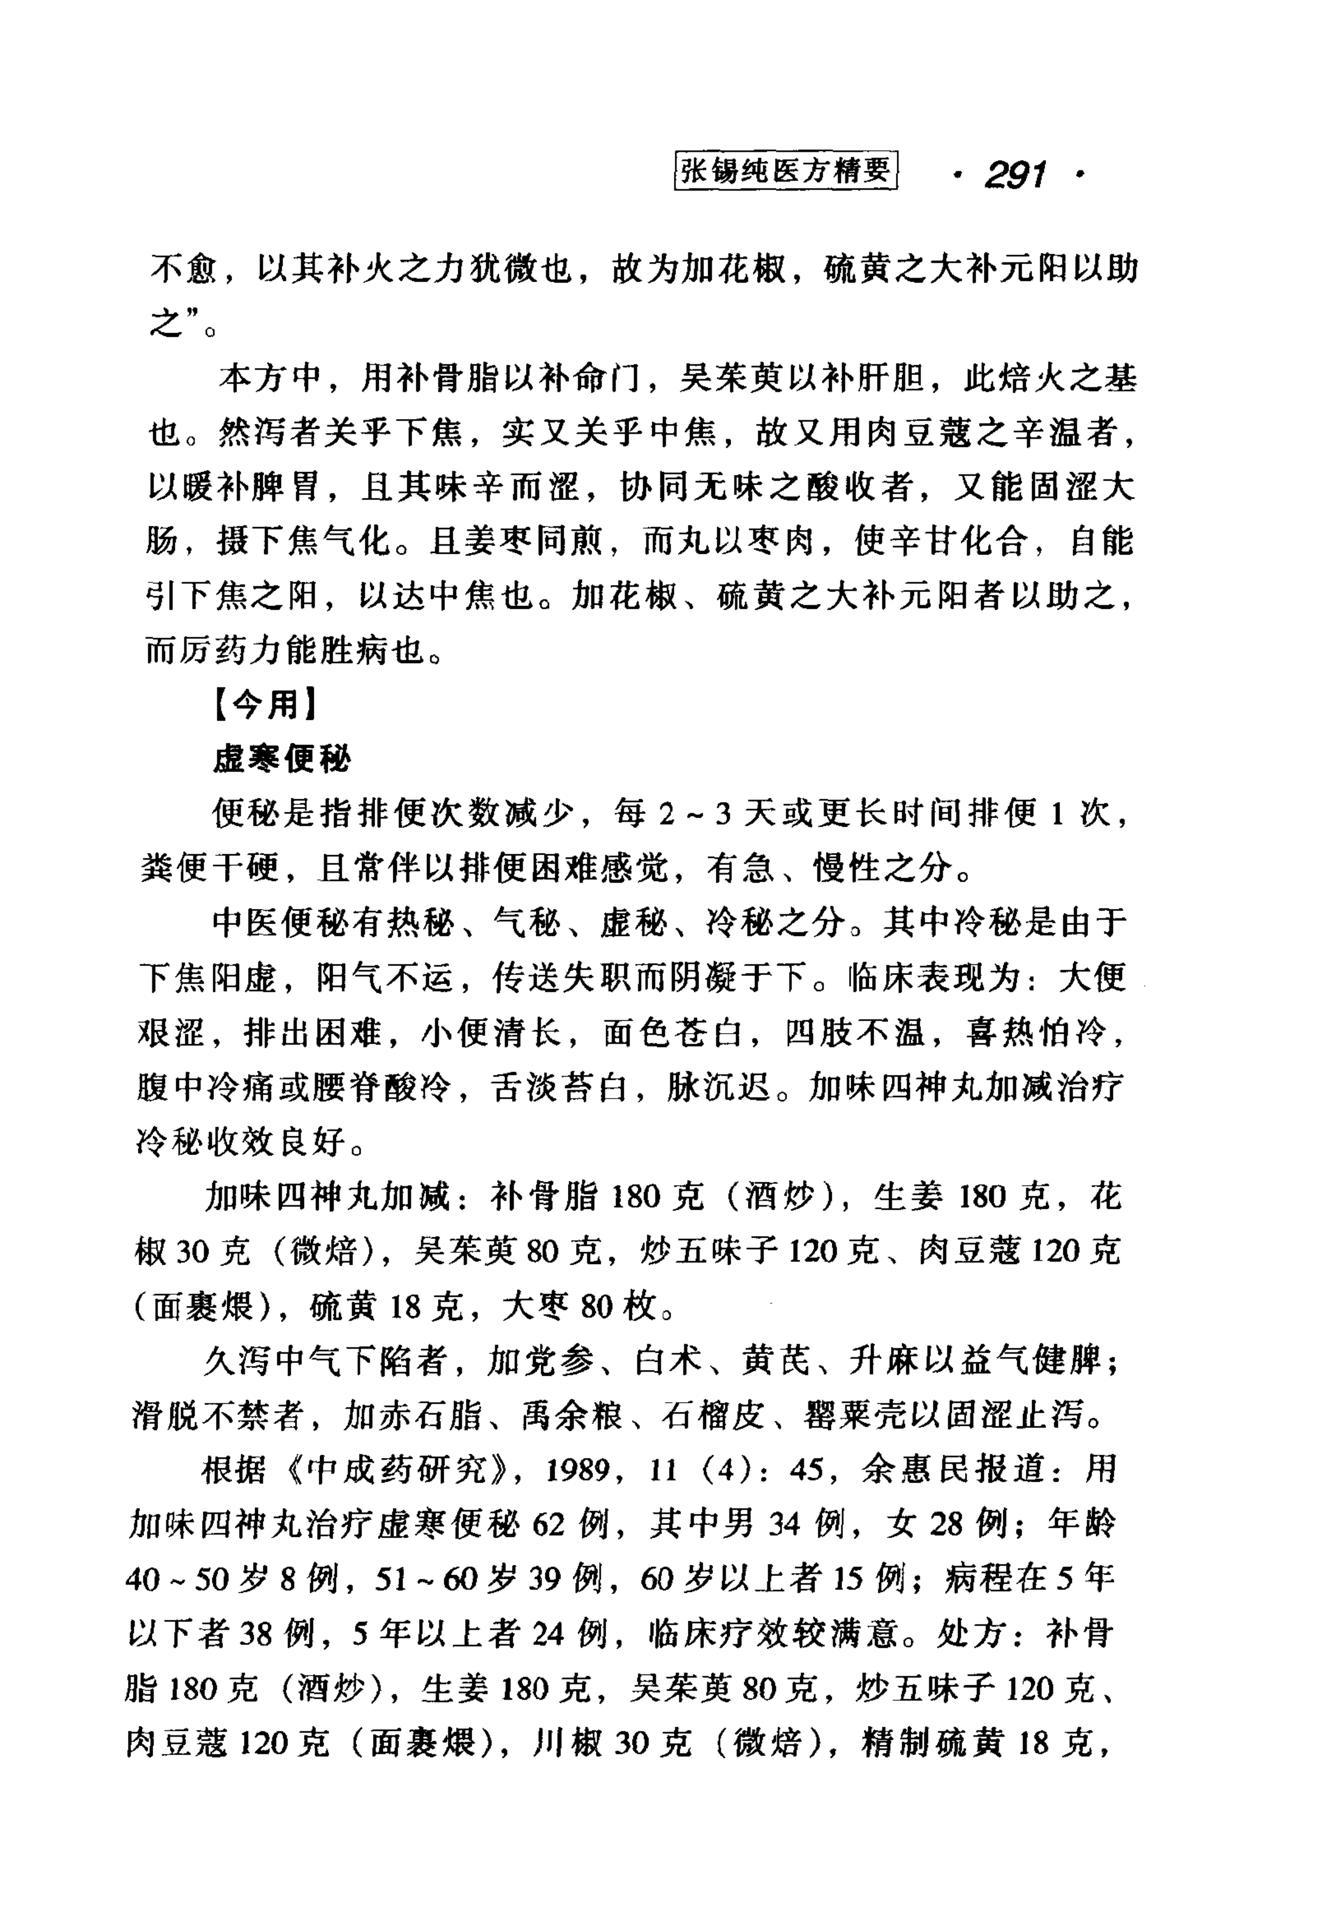 张锡纯医方精要 · 291 ·
不愈，以其补火之力犹微也，故为加花椒，硫黄之大补元阳以助
之”。
本方中，用补骨脂以补命门，吴茱萸以补肝胆，此焙火之基
也。然泻者关乎下焦，实又关乎中焦，故又用肉豆蔻之辛温者，
以暖补脾胃，且其味辛而涩，协同无味之酸收者，又能固涩大
肠，摄下焦气化。且姜枣同煎，而丸以枣肉，使辛甘化合，自能
引下焦之阳，以达中焦也。加花椒、硫黄之大补元阳者以助之，
而厉药力能胜病也。
【今用】
虚寒便秘
便秘是指排便次数减少，每 2～3 天或更长时间排便 1 次，
粪便干硬，且常伴以排便困难感觉，有急、慢性之分。
中医便秘有热秘、气秘、虚秘、冷秘之分。其中冷秘是由于
下焦阳虚，阳气不运，传送失职而阴凝于下。临床表现为：大便
艰涩，排出困难，小便清长，面色苍白，四肢不温，喜热怕冷，
腹中冷痛或腰脊酸冷，舌淡苔白，脉沉迟。加味四神丸加减治疗
冷秘收效良好。
加味四神丸加减：补骨脂 180 克（酒炒），生姜 180 克，花
椒 30 克（微焙），吴茱萸 80 克，炒五味子 120 克、肉豆蔻 120 克
（面裹煨），硫黄 18 克，大枣 80 枚。
久泻中气下陷者，加党参、白术、黄芪、升麻以益气健脾；
滑脱不禁者，加赤石脂、禹余粮、石榴皮、罂粟壳以固涩止泻。
根据《中成药研究》，1989，11（4）：45，余惠民报道：用
加味四神丸治疗虚寒便秘 62 例，其中男 34 例，女 28 例；年龄
40～50 岁 8 例，51～60 岁 39 例，60 岁以上者 15 例；病程在 5 年
以下者 38 例，5 年以上者 24 例，临床疗效较满意。处方：补骨
脂 180 克（酒炒），生姜 180 克，吴茱萸 80 克，炒五味子 120 克、
肉豆蔻 120 克（面裹煨），川椒 30 克（微焙），精制硫黄 18 克，